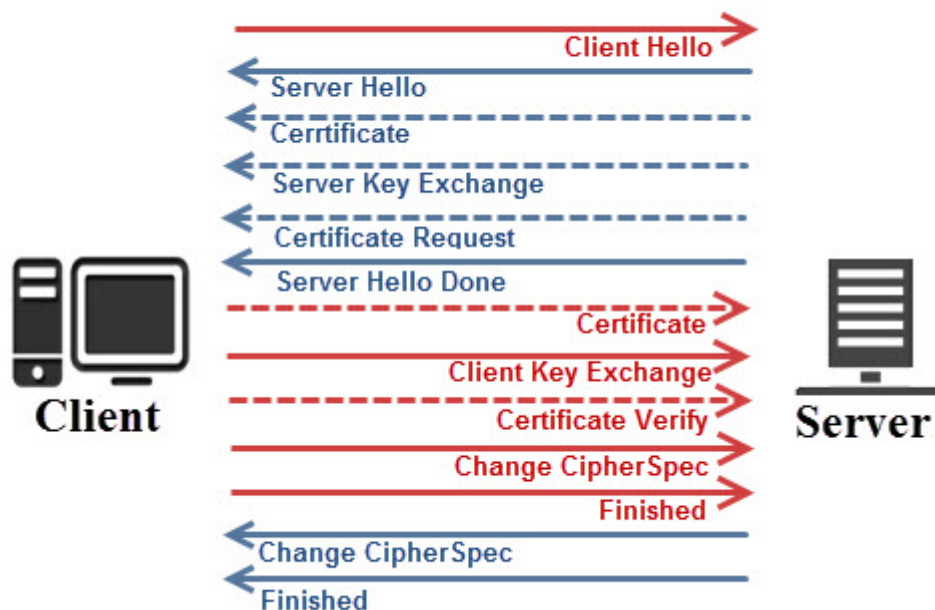 Client Hello
Server Hello
Cerrtificate
Server Key Exchange
Certificate Request
Server Hello Done
Certificate
Client Key Exchange
Client
Certificate Verify
Server
Change CipherSpec
Finished
Change CipherSpec
Finished